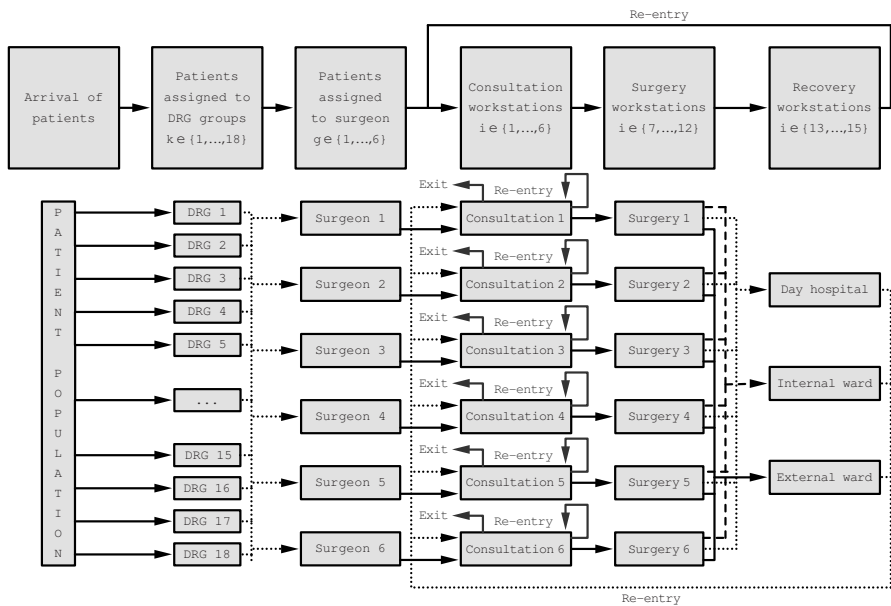 Re-entry
Arrival of
patients
Patients
assigned to
DRG groups
k ∈ {1,...,18}
Patients
assigned
to surgeon
g ∈ {1,...,6}
Consultation
workstations
i ∈ {1,...,6}
Surgery
workstations
i ∈ {7,...,12}
Recovery
workstations
i ∈ {13,...,15}
PATIENT POPULATION
DRG 1
DRG 2
DRG 3
DRG 4
DRG 5
...
DRG 15
DRG 16
DRG 17
DRG 18
Surgeon 1
Surgeon 2
Surgeon 3
Surgeon 4
Surgeon 5
Surgeon 6
Exit
Re-entry
Consultation 1
Exit
Re-entry
Consultation 2
Exit
Re-entry
Consultation 3
Exit
Re-entry
Consultation 4
Exit
Re-entry
Consultation 5
Exit
Re-entry
Consultation 6
Surgery 1
Surgery 2
Surgery 3
Surgery 4
Surgery 5
Surgery 6
Day hospital
Internal ward
External ward
Re-entry